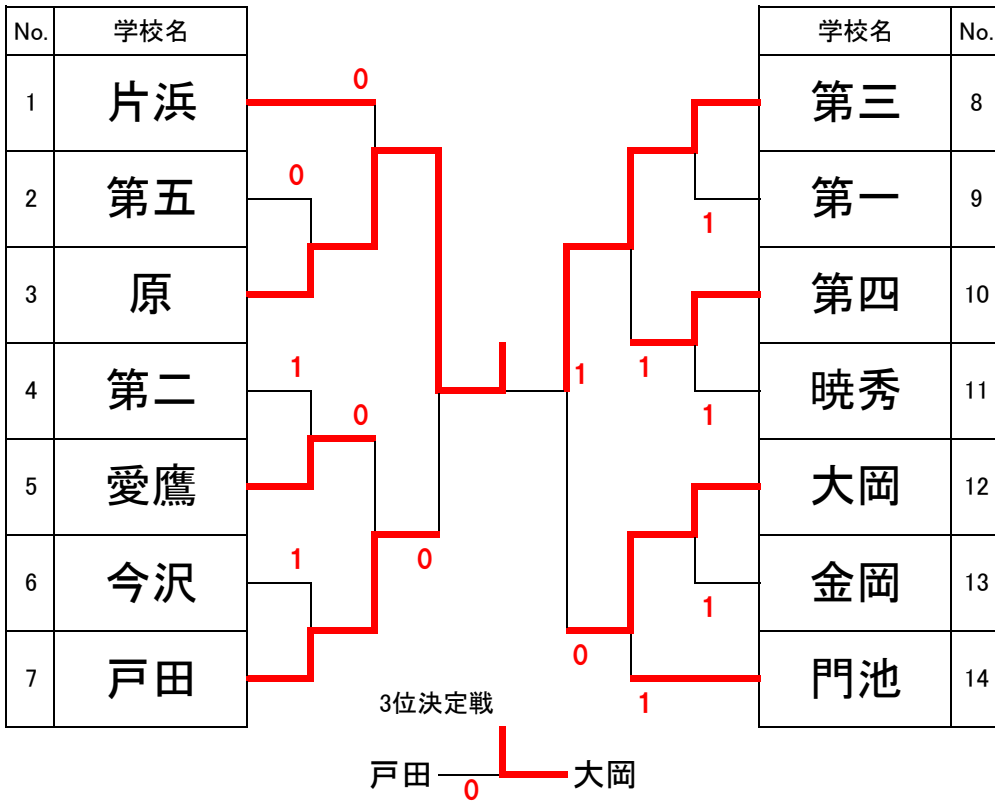 No. 学校名 学校名 No.
0
1 片浜 第三 8
0
2 第五 第一 9
1
3 原 第四 10
1 1 1
4 第二 暁秀 11
0 1
5 愛鷹 大岡 12
1 0
6 今沢 金岡 13
1
0
7 戸田 門池 14
1
3位決定戦
戸田 大岡
0